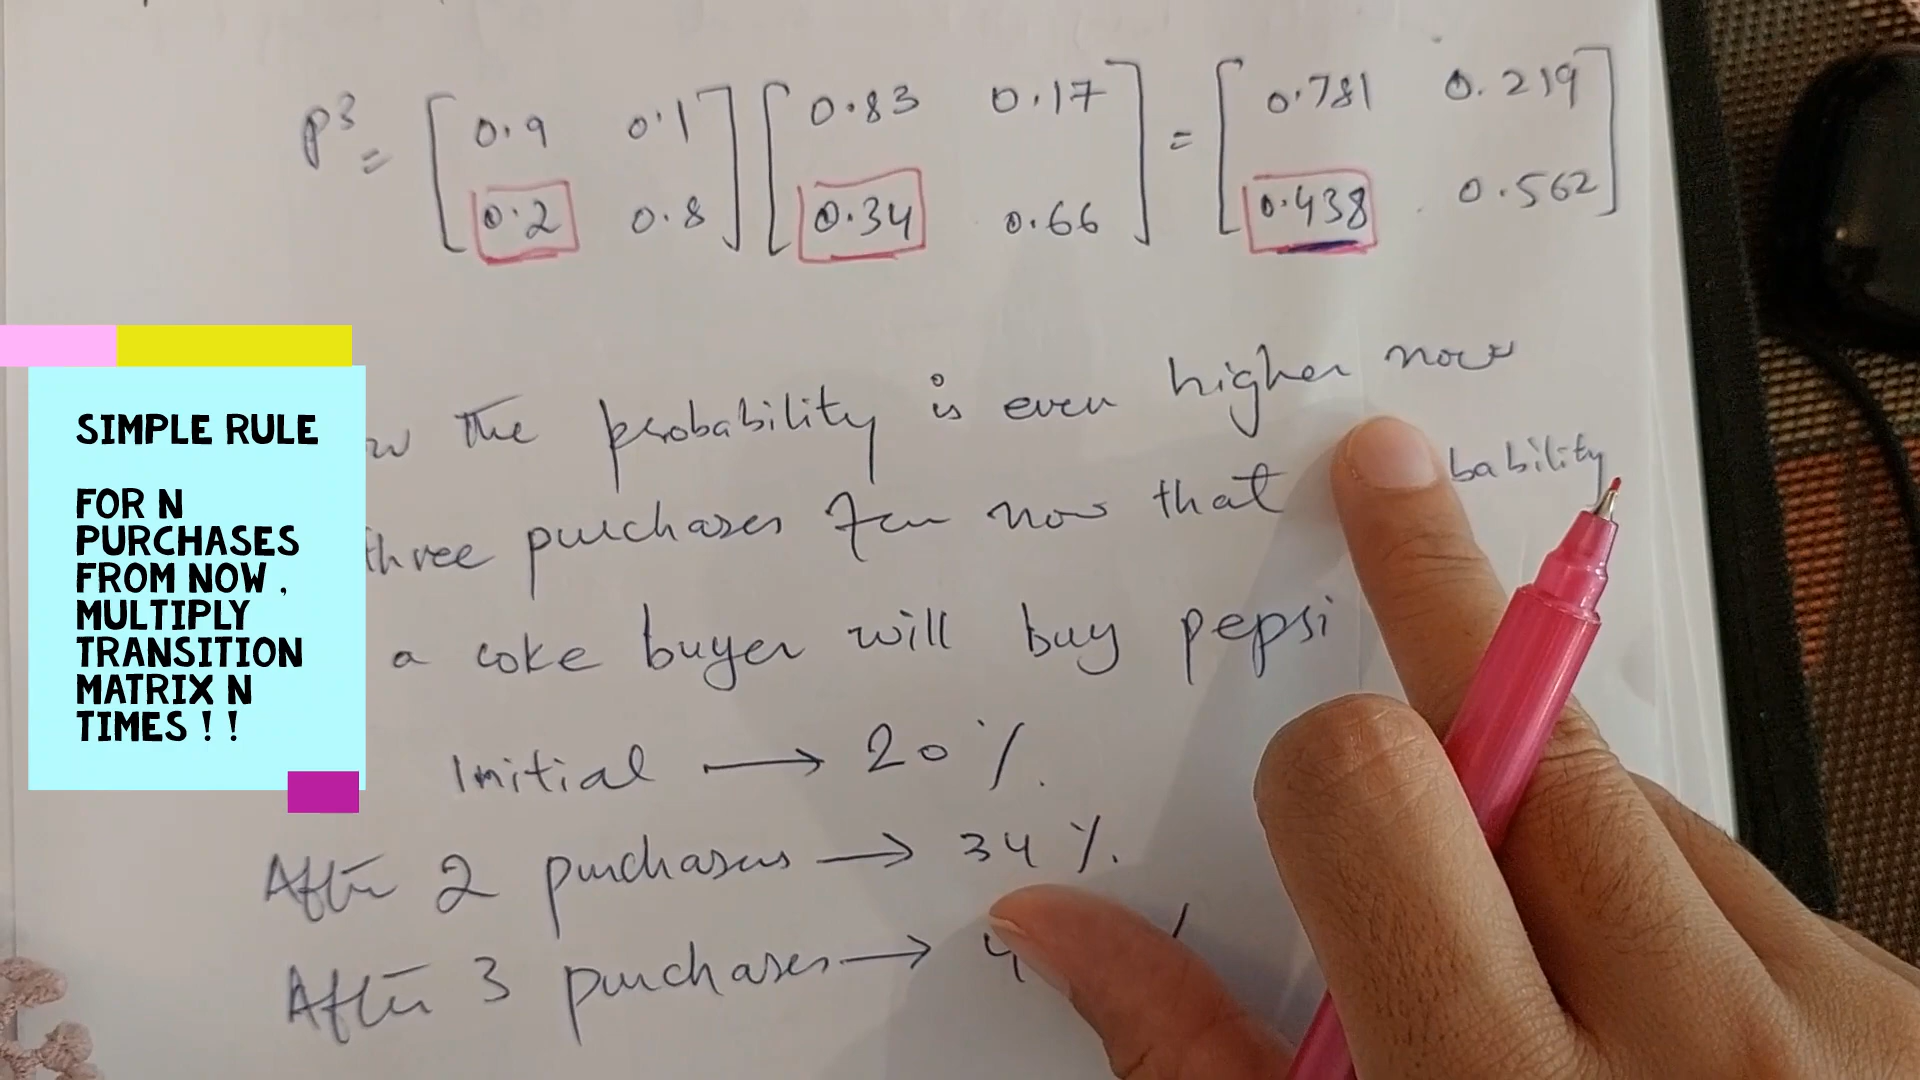 P³ = [ 0.9 0.1 ] [ 0.83 0.17 ] = [ 0.781 0.219 ]
[ 0.2 0.8 ] [ 0.34 0.66 ] [ 0.438 0.562 ]
SIMPLE RULE
FOR N
PURCHASES
FROM NOW ,
MULTIPLY
TRANSITION
MATRIX N
TIMES ! !
the probability is even higher now
bability
three purchases from now that
a coke buyer will buy pepsi
Initial → 20 %.
After 2 purchases → 34 %.
After 3 purchases → 4